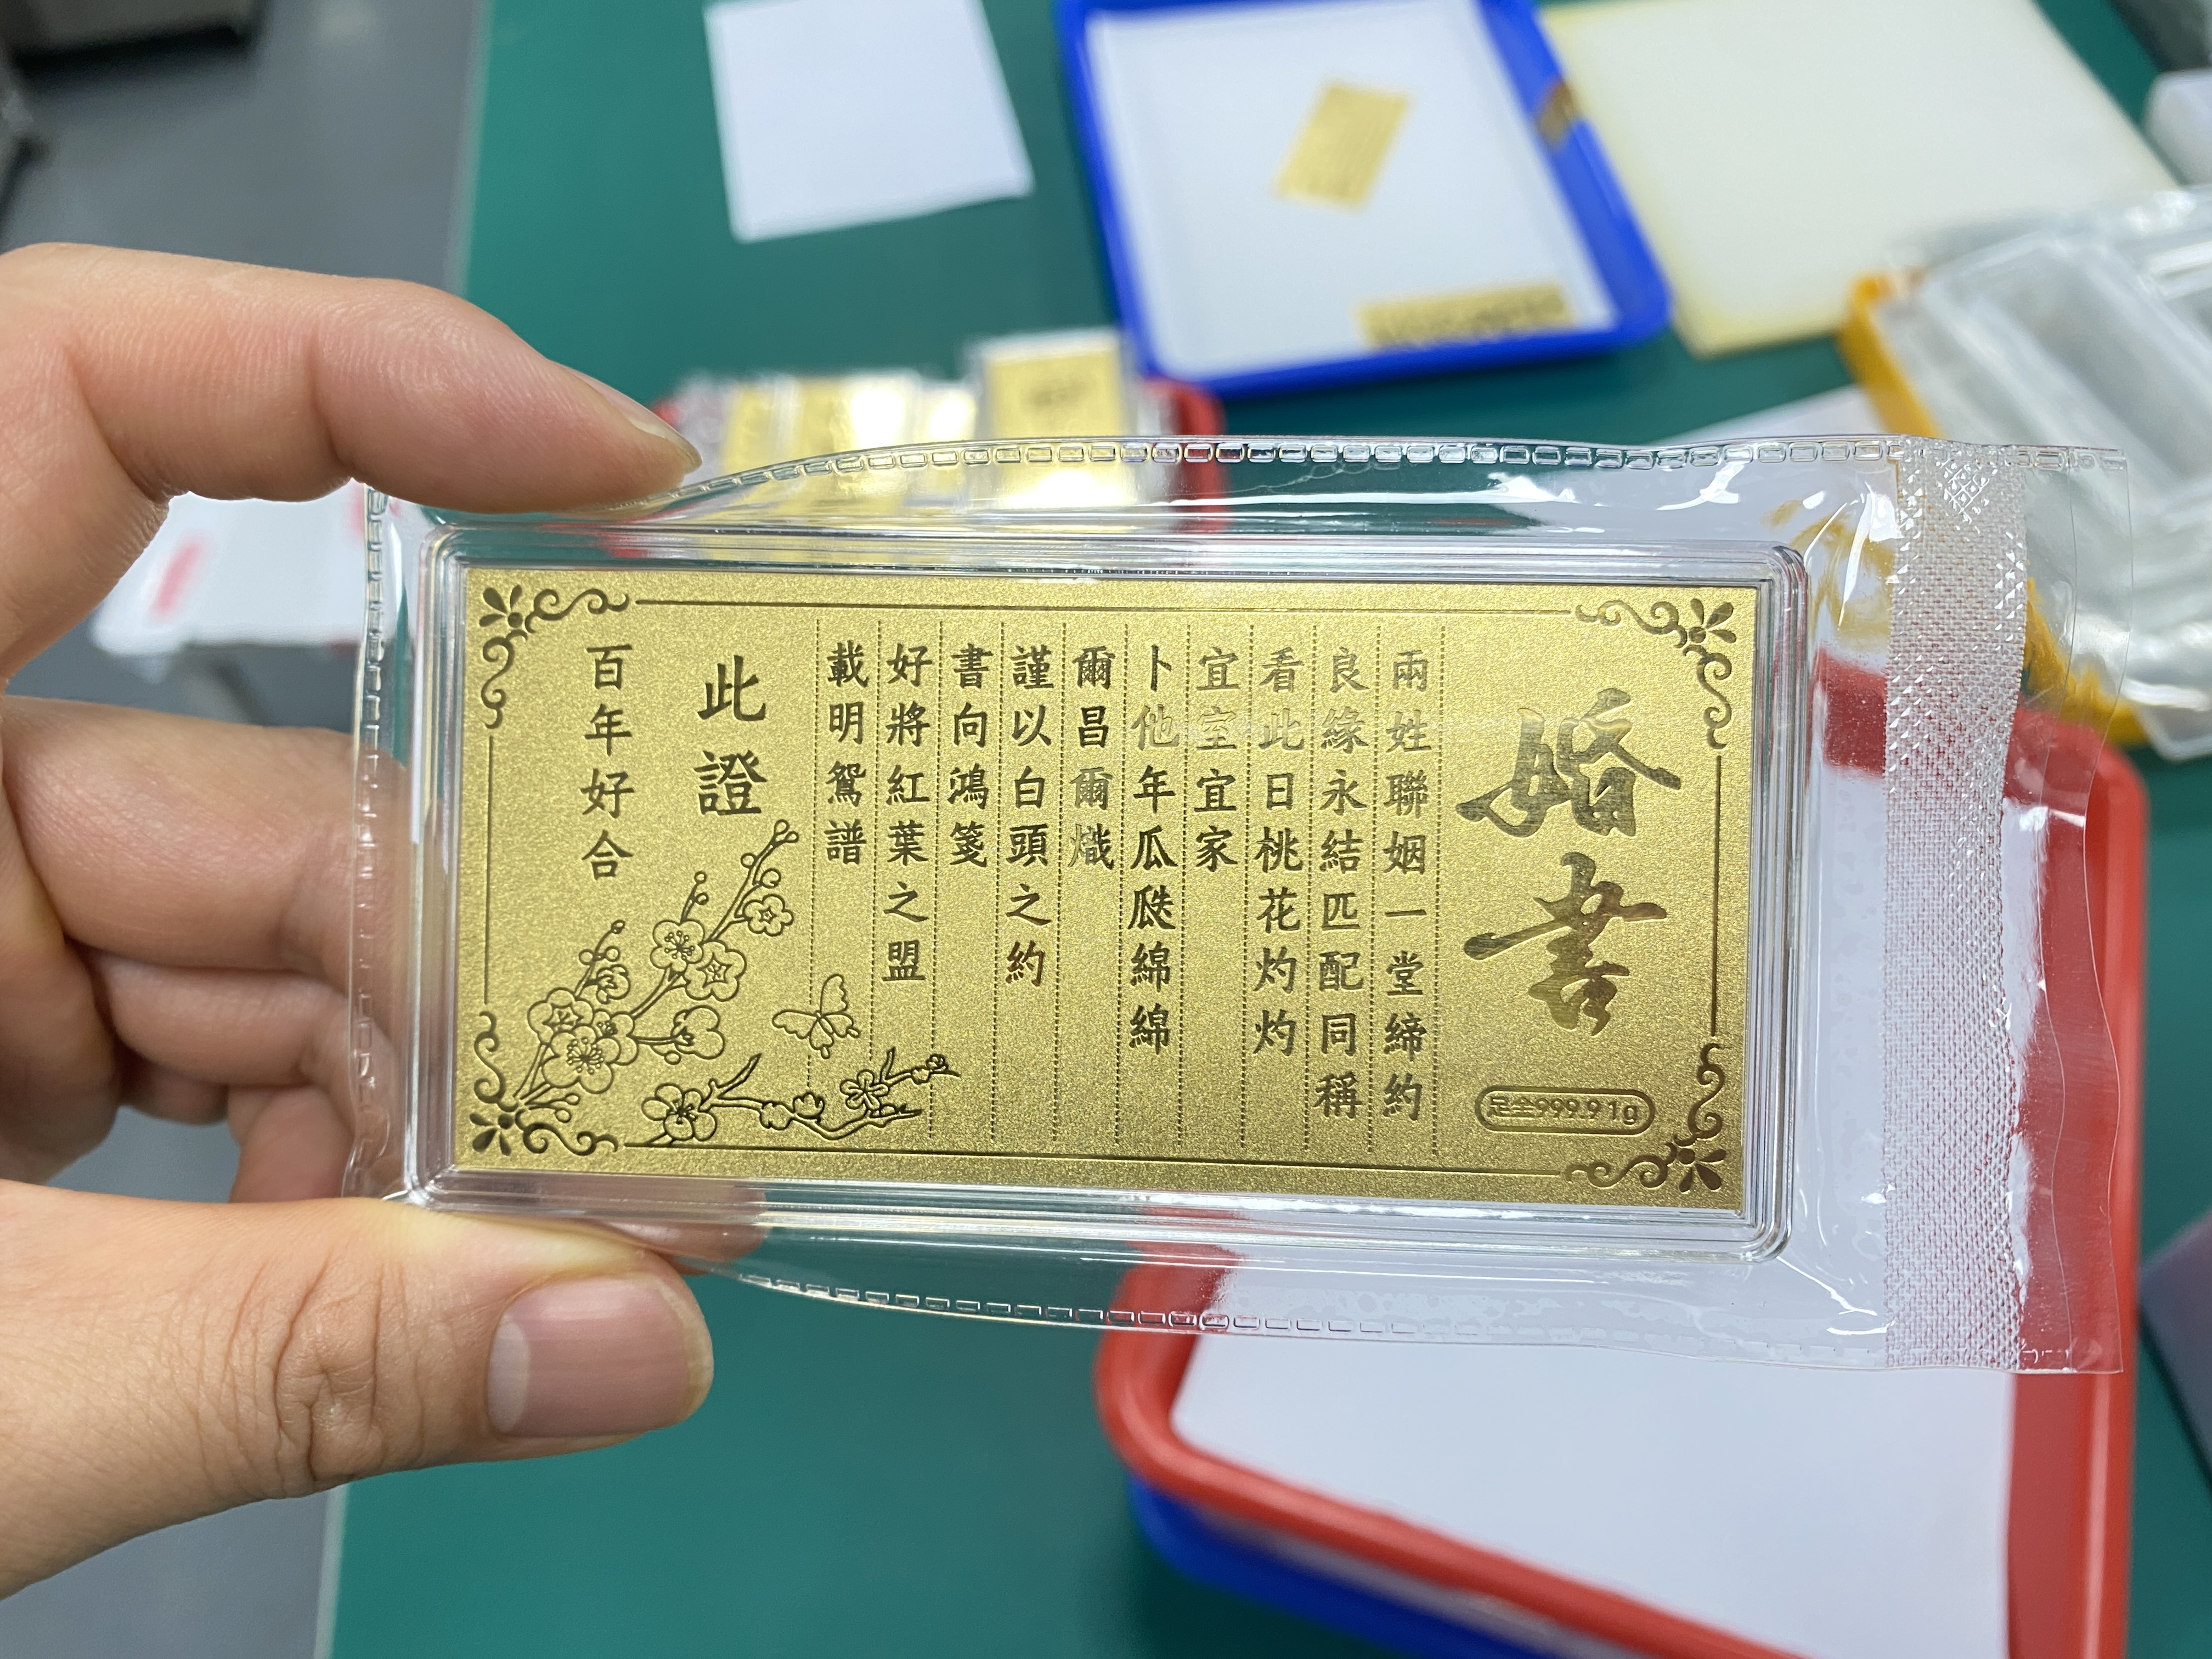 婚書
足金999.9 1g
兩姓聯姻一堂締約
良緣永結匹配同稱
看此日桃花灼灼
宜室宜家
卜他年瓜瓞綿綿
爾昌爾熾
謹以白頭之約
書向鴻箋
好將紅葉之盟
載明鴛譜
此證
百年好合